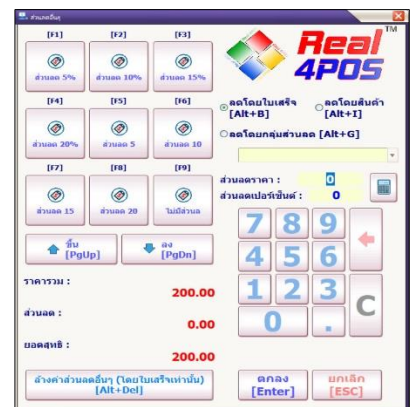 ส่วนลดอื่นๆ
[F1] [F2] [F3]
ส่วนลด 5% ส่วนลด 10% ส่วนลด 15%
[F4] [F5] [F6]
ส่วนลด 20% ส่วนลด 5 ส่วนลด 10
[F7] [F8] [F9]
ส่วนลด 15 ส่วนลด 20 ไม่มีส่วนล
ขึ้น
[PgUp]
ลง
[PgDn]
ราคารวม :
200.00
ส่วนลด :
0.00
ยอดสุทธิ :
200.00
ล้างค่าส่วนลดอื่นๆ (โดยใบเสร็จเท่านั้น)
[Alt+Del]
Real TM
4POS
ลดโดยใบเสร็จ
[Alt+B]
ลดโดยสินค้า
[Alt+I]
ลดโดยกลุ่มส่วนลด [Alt+G]
ส่วนลดราคา : 0
ส่วนลดเปอร์เซ็นต์ : 0
7 8 9
4 5 6
1 2 3 C
0 .
ตกลง
[Enter]
ยกเลิก
[ESC]